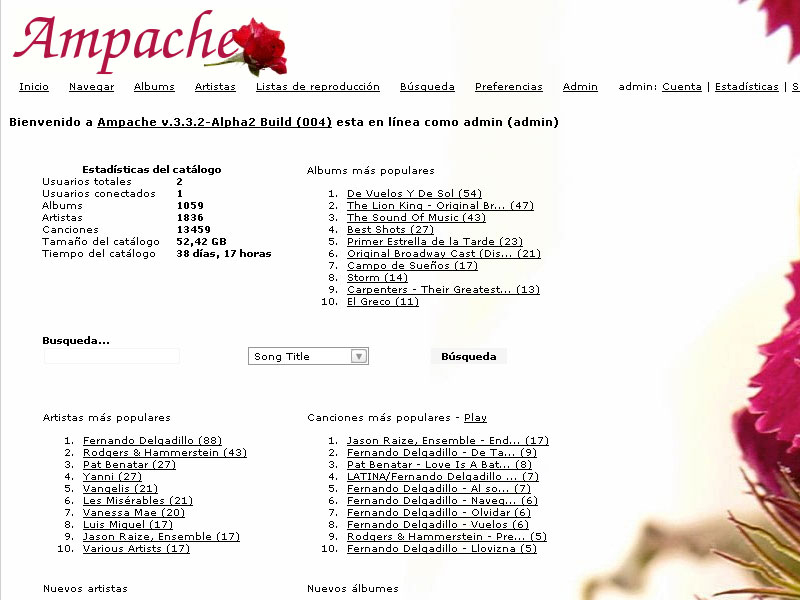 Ampache
Inicio Navegar Albums Artistas Listas de reproducción Búsqueda Preferencias Admin admin: Cuenta | Estadísticas | S
Bienvenido a Ampache v.3.3.2-Alpha2 Build (004) esta en línea como admin (admin)
Estadísticas del catálogo
Usuarios totales 2
Usuarios conectados 1
Albums 1059
Artistas 1836
Canciones 13459
Tamaño del catálogo 52,42 GB
Tiempo del catálogo 38 días, 17 horas
Albums más populares
1. De Vuelos Y De Sol (54)
2. The Lion King - Original Br... (47)
3. The Sound Of Music (43)
4. Best Shots (27)
5. Primer Estrella de la Tarde (23)
6. Original Broadway Cast (Dis... (21)
7. Campo de Sueños (17)
8. Storm (14)
9. Carpenters - Their Greatest... (13)
10. El Greco (11)
Busqueda...
Song Title Búsqueda
Artistas más populares
1. Fernando Delgadillo (88)
2. Rodgers & Hammerstein (43)
3. Pat Benatar (27)
4. Yanni (27)
5. Vangelis (21)
6. Les Misérables (21)
7. Vanessa Mae (20)
8. Luis Miguel (17)
9. Jason Raize, Ensemble (17)
10. Various Artists (17)
Canciones más populares - Play
1. Jason Raize, Ensemble - End... (17)
2. Fernando Delgadillo - De Ta... (9)
3. Pat Benatar - Love Is A Bat... (8)
4. LATINA/Fernando Delgadillo ... (7)
5. Fernando Delgadillo - Al so... (7)
6. Fernando Delgadillo - Naveg... (6)
7. Fernando Delgadillo - Olvidar (6)
8. Fernando Delgadillo - Vuelos (6)
9. Rodgers & Hammerstein - Pre... (5)
10. Fernando Delgadillo - Llovizna (5)
Nuevos artistas
Nuevos álbumes